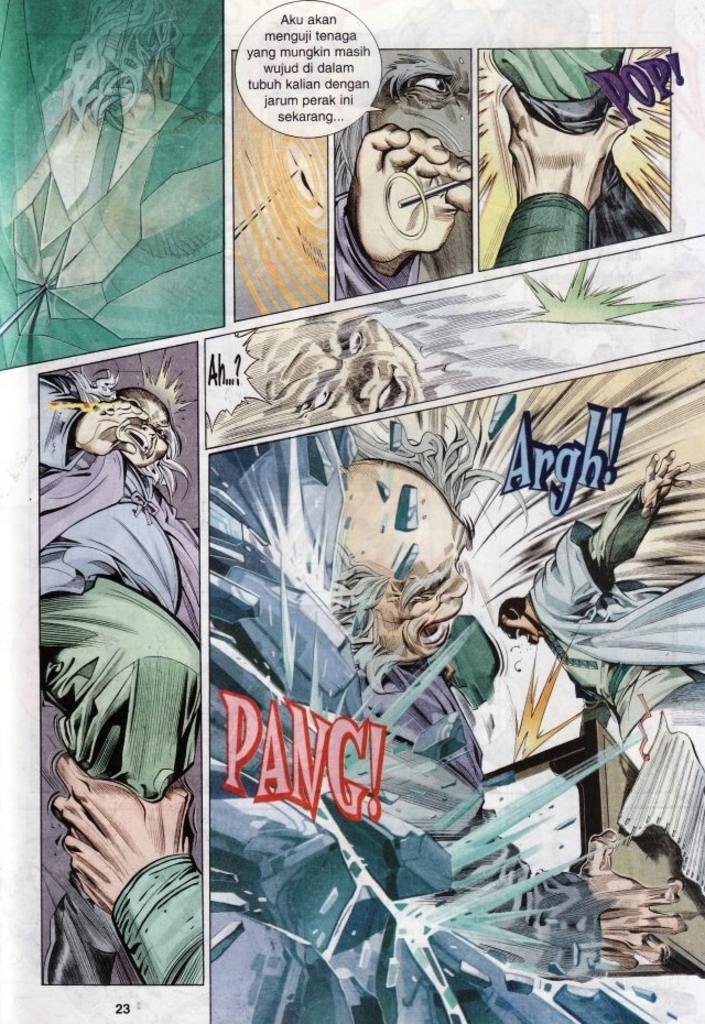 Aku akan
menguji tenaga
yang mungkin masih
wujud di dalam
tubuh kalian dengan
jarum perak ini
sekarang...
POP!
Ah...?
Argh!
PANG!
23